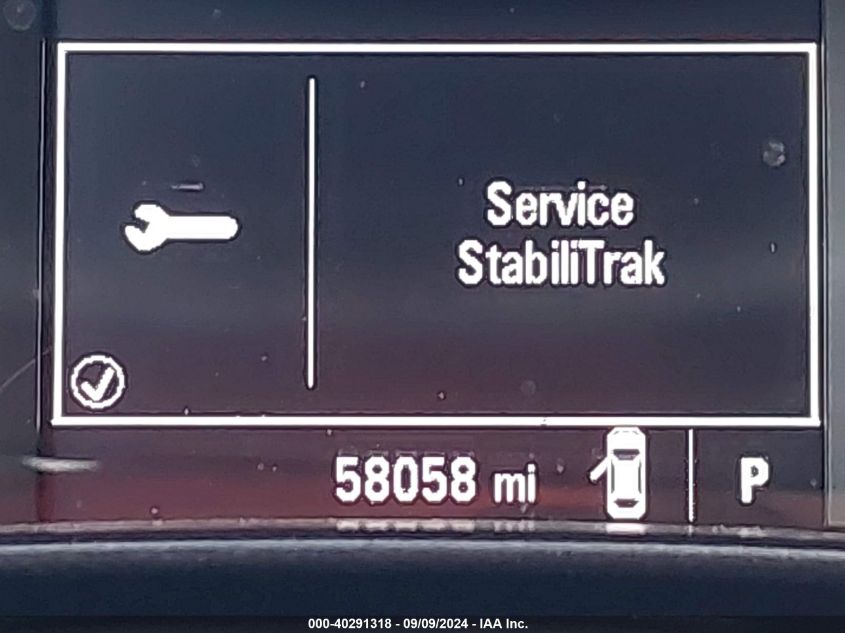 Service
StabiliTrak
58058 mi P
000-40291318 - 09/09/2024 - IAA Inc.